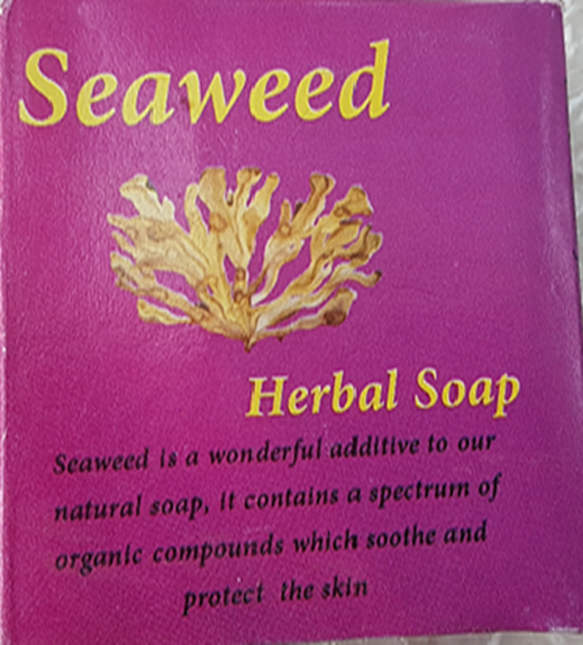 Seaweed
Herbal Soap
Seaweed is a wonderful additive to our
natural soap, it contains a spectrum of
organic compounds which soothe and
protect the skin